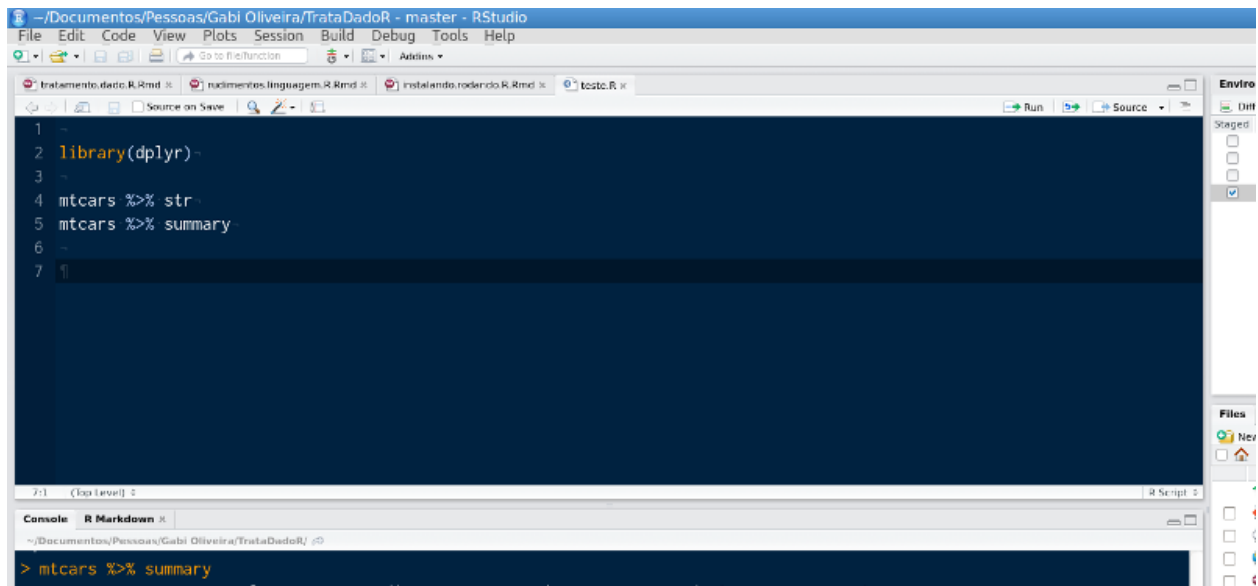 ~/Documentos/Pessoas/Gabi Oliveira/TrataDadoR - master - RStudio
File Edit Code View Plots Session Build Debug Tools Help
Go to file/function Addins
tratamento.dado.R.Rmd × rudimentos.linguagem.R.Rmd × instalando.rodando.R.Rmd × teste.R × Enviro
Source on Save Run Source Diff
Staged
1 ¬
2 library(dplyr)¬
3 ¬
4 mtcars %>% str¬
5 mtcars %>% summary¬
6 ¬
7 ¶
Files
New
7:1 (Top Level) R Script
Console R Markdown ×
~/Documentos/Pessoas/Gabi Oliveira/TrataDadoR/
> mtcars %>% summary